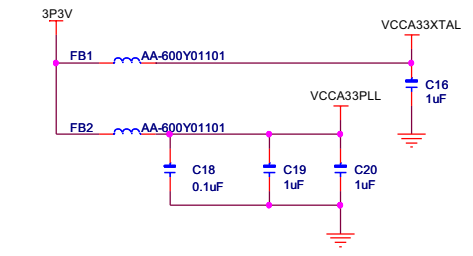 3P3V
VCCA33XTAL
FB1 AA-600Y01101
C16
1uF
VCCA33PLL
FB2 AA-600Y01101
C18
0.1uF
C19
1uF
C20
1uF